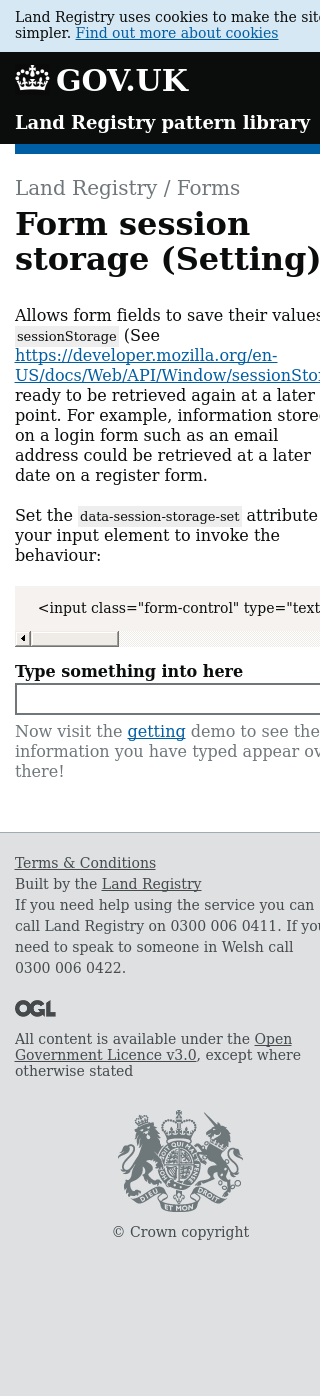 Land Registry uses cookies to make the
simpler. Find out more about cookies
GOV.UK
Land Registry pattern library
Land Registry / Forms
Form session
storage (Setting)
Allows form fields to save their values
sessionStorage (See
https://developer.mozilla.org/en-
US/docs/Web/API/Window/sessionSto
ready to be retrieved again at a later
point. For example, information store
on a login form such as an email
address could be retrieved at a later
date on a register form.
Set the data-session-storage-set attribute
your input element to invoke the
behaviour:
<input class="form-control" type="text
Type something into here
Now visit the getting demo to see the
information you have typed appear ov
there!
Terms & Conditions
Built by the Land Registry
If you need help using the service you can
call Land Registry on 0300 006 0411. If you
need to speak to someone in Welsh call
0300 006 0422.
OGL
All content is available under the Open
Government Licence v3.0, except where
otherwise stated
DIEU ET MON DROIT
© Crown copyright